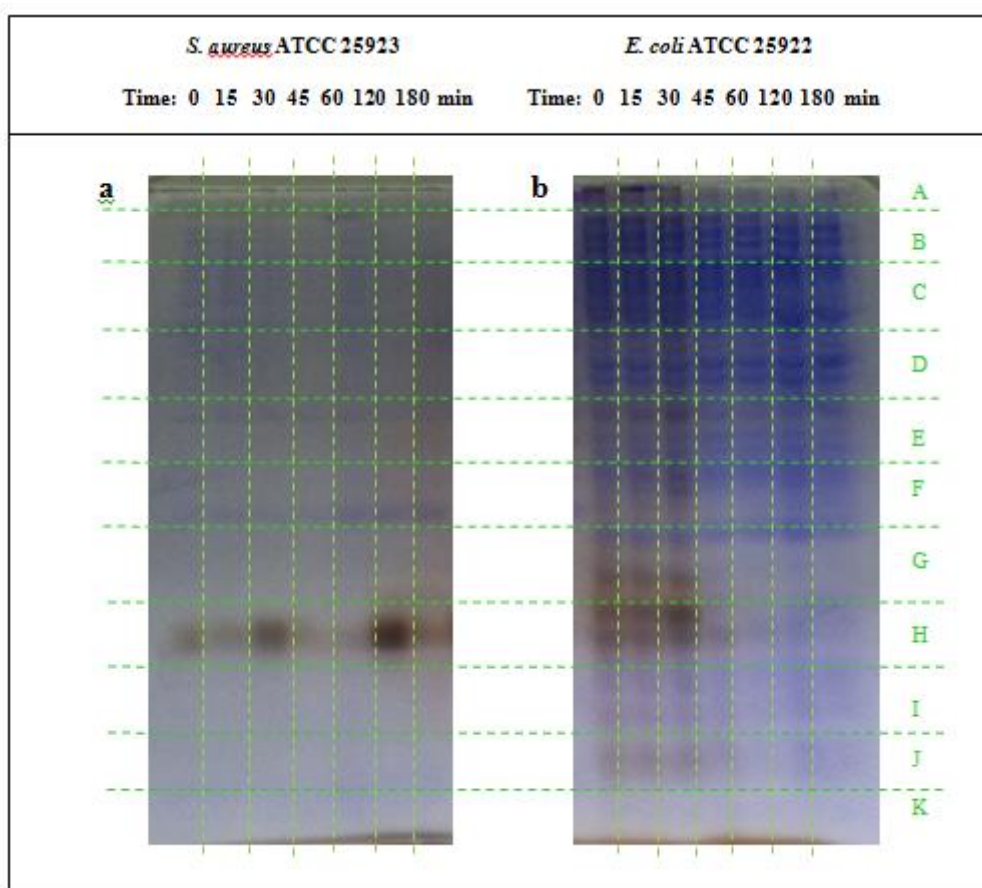 S. aureus ATCC 25923 E. coli ATCC 25922
Time: 0 15 30 45 60 120 180 min Time: 0 15 30 45 60 120 180 min
a b A
B
C
D
E
F
G
H
I
J
K